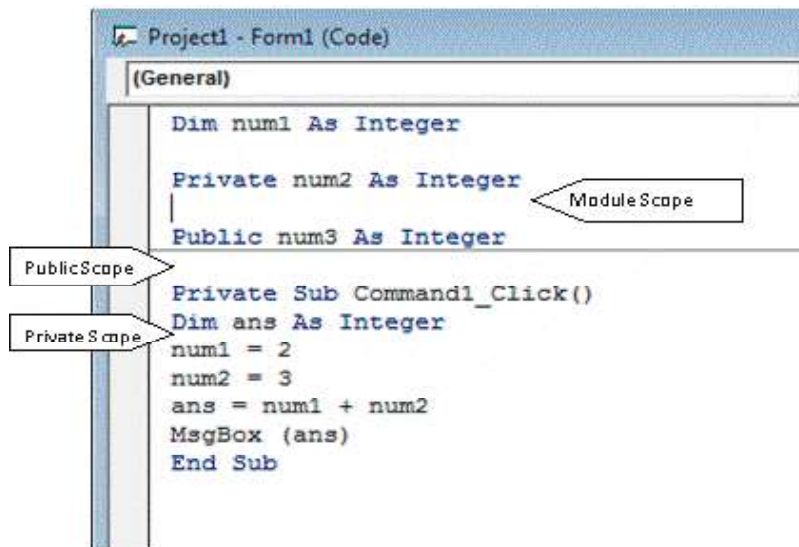 Project1 - Form1 (Code)
(General)
Dim num1 As Integer
Private num2 As Integer
Module Scope
Public num3 As Integer
Public Scope
Private Sub Command1_Click()
Dim ans As Integer
Private Scope
num1 = 2
num2 = 3
ans = num1 + num2
MsgBox (ans)
End Sub